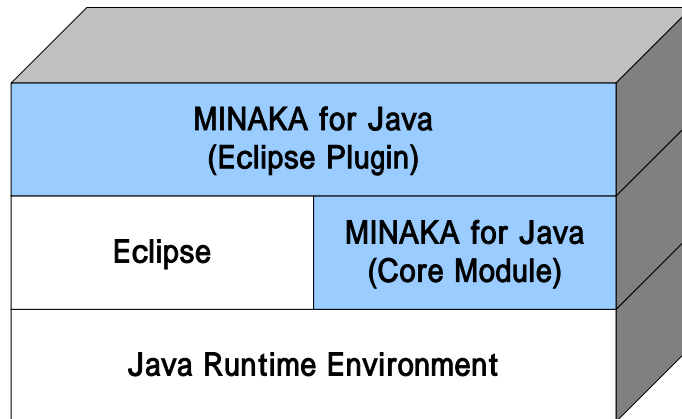 MINAKA for Java
(Eclipse Plugin)
Eclipse
MINAKA for Java
(Core Module)
Java Runtime Environment